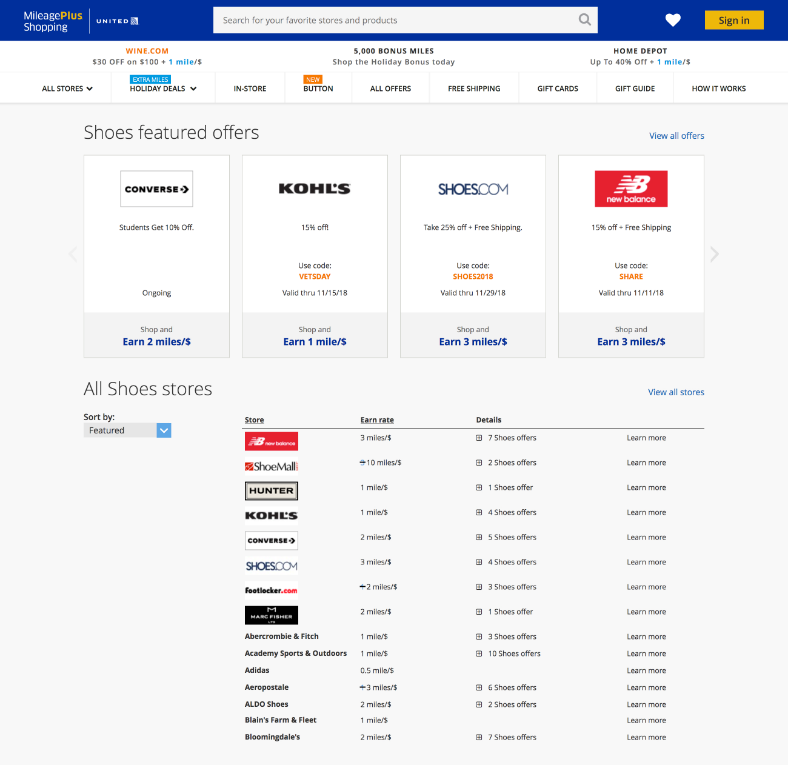 MileagePlus
Shopping
UNITED
Search for your favorite stores and products
Sign in
WINE.COM
$30 OFF on $100 + 1 mile/$
5,000 BONUS MILES
Shop the Holiday Bonus today
HOME DEPOT
Up To 40% Off + 1 mile/$
ALL STORES
EXTRA MILES
HOLIDAY DEALS
IN-STORE
NEW
BUTTON
ALL OFFERS
FREE SHIPPING
GIFT CARDS
GIFT GUIDE
HOW IT WORKS
Shoes featured offers
View all offers
CONVERSE
Students Get 10% Off.
Ongoing
Shop and
Earn 2 miles/$
KOHL'S
15% off!
Use code:
VETSDAY
Valid thru 11/15/18
Shop and
Earn 1 mile/$
SHOES.COM
Take 25% off + Free Shipping.
Use code:
SHOES2018
Valid thru 11/29/18
Shop and
Earn 3 miles/$
NB
new balance
15% off + Free Shipping
Use code:
SHARE
Valid thru 11/11/18
Shop and
Earn 3 miles/$
All Shoes stores
View all stores
Sort by:
Featured
Store Earn rate Details
NB new balance 3 miles/$ 7 Shoes offers Learn more
ShoeMall 10 miles/$ 2 Shoes offers Learn more
HUNTER 1 mile/$ 1 Shoes offer Learn more
KOHL'S 1 mile/$ 4 Shoes offers Learn more
CONVERSE 2 miles/$ 5 Shoes offers Learn more
SHOES.COM 3 miles/$ 4 Shoes offers Learn more
footlocker.com 2 miles/$ 3 Shoes offers Learn more
M MARC FISHER LTD 2 miles/$ 1 Shoes offer Learn more
Abercrombie & Fitch 1 mile/$ 3 Shoes offers Learn more
Academy Sports & Outdoors 1 mile/$ 10 Shoes offers Learn more
Adidas 0.5 mile/$ Learn more
Aeropostale 3 miles/$ 6 Shoes offers Learn more
ALDO Shoes 2 miles/$ 2 Shoes offers Learn more
Blain's Farm & Fleet 1 mile/$ Learn more
Bloomingdale's 2 miles/$ 7 Shoes offers Learn more